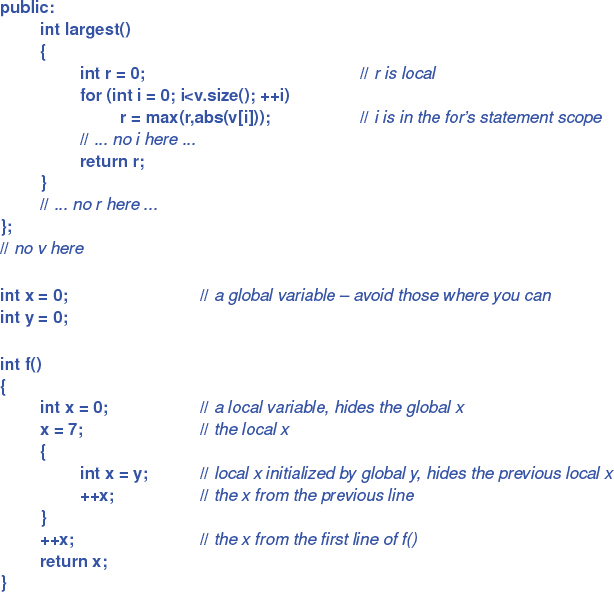 public:
int largest()
{
int r = 0; // r is local
for (int i = 0; i<v.size(); ++i)
r = max(r,abs(v[i])); // i is in the for's statement scope
// ... no i here ...
return r;
}
// ... no r here ...
};
// no v here
int x = 0; // a global variable – avoid those where you can
int y = 0;
int f()
{
int x = 0; // a local variable, hides the global x
x = 7; // the local x
{
int x = y; // local x initialized by global y, hides the previous local x
++x; // the x from the previous line
}
++x; // the x from the first line of f()
return x;
}